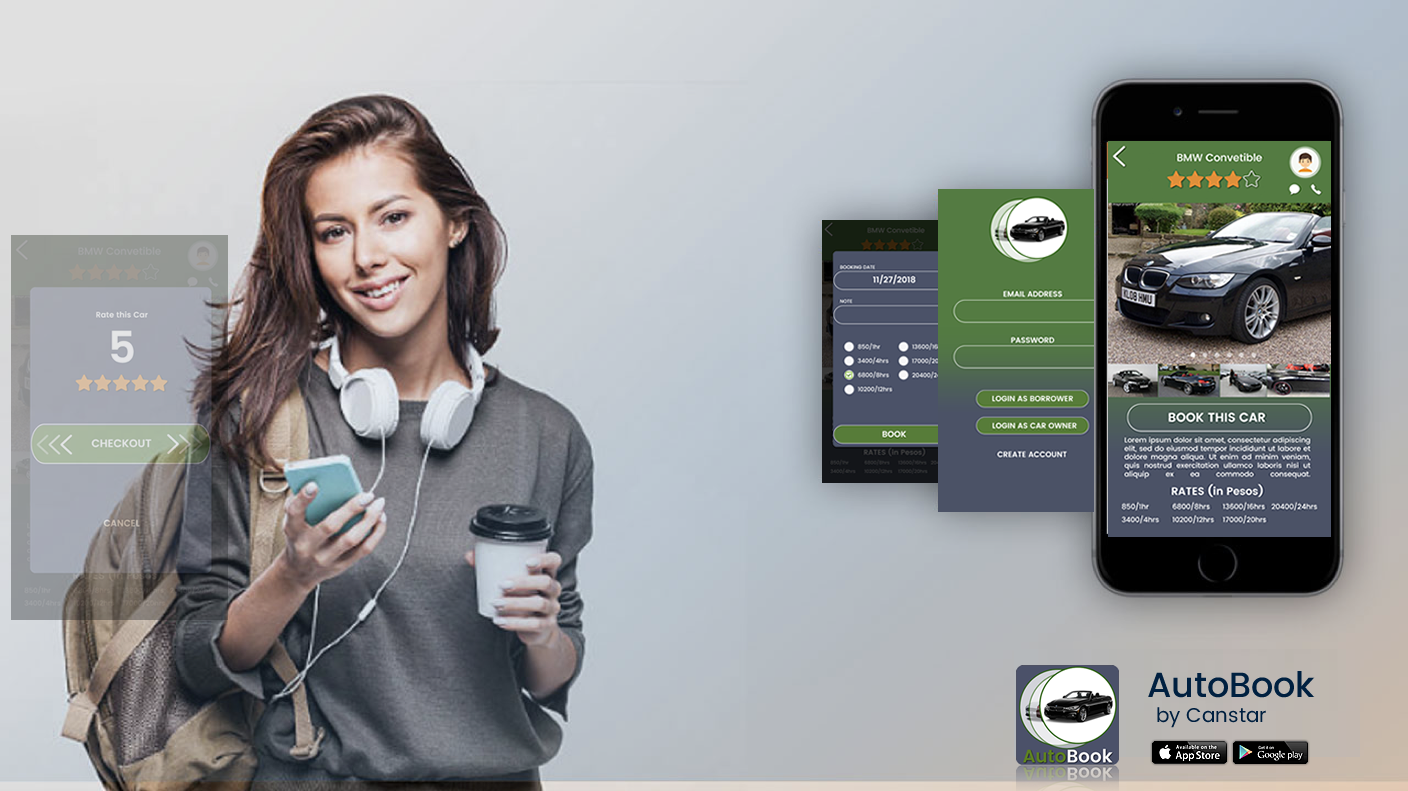 BMW Convetible
Rate this Car
5
CHECKOUT
CANCEL
850/1hr
3400/4hrs
BMW Convetible
BOOKING DATE
11/27/2018
NOTE
850/1hr
3400/4hrs 17000/20
6800/8hrs
10200/12hrs
BOOK
RATES (in Pesos)
EMAIL ADDRESS
PASSWORD
LOGIN AS BORROWER
LOGIN AS CAR OWNER
CREATE ACCOUNT
BMW Convetible
KL08 HMU
BOOK THIS CAR
Lorem ipsum dolor sit amet, consectetur adipiscing
elit, sed do eiusmod tempor incididunt ut labore et
dolore magna aliqua. Ut enim ad minim veniam,
quis nostrud exercitation ullamco laboris nisi ut
aliquip ex ea commodo consequat.
RATES (in Pesos)
850/1hr 6800/8hrs 13600/16hrs 20400/24hrs
3400/4hrs 10200/12hrs 17000/20hrs
AutoBook
AutoBook
by Canstar
Available on the
App Store
Get it on
Google play